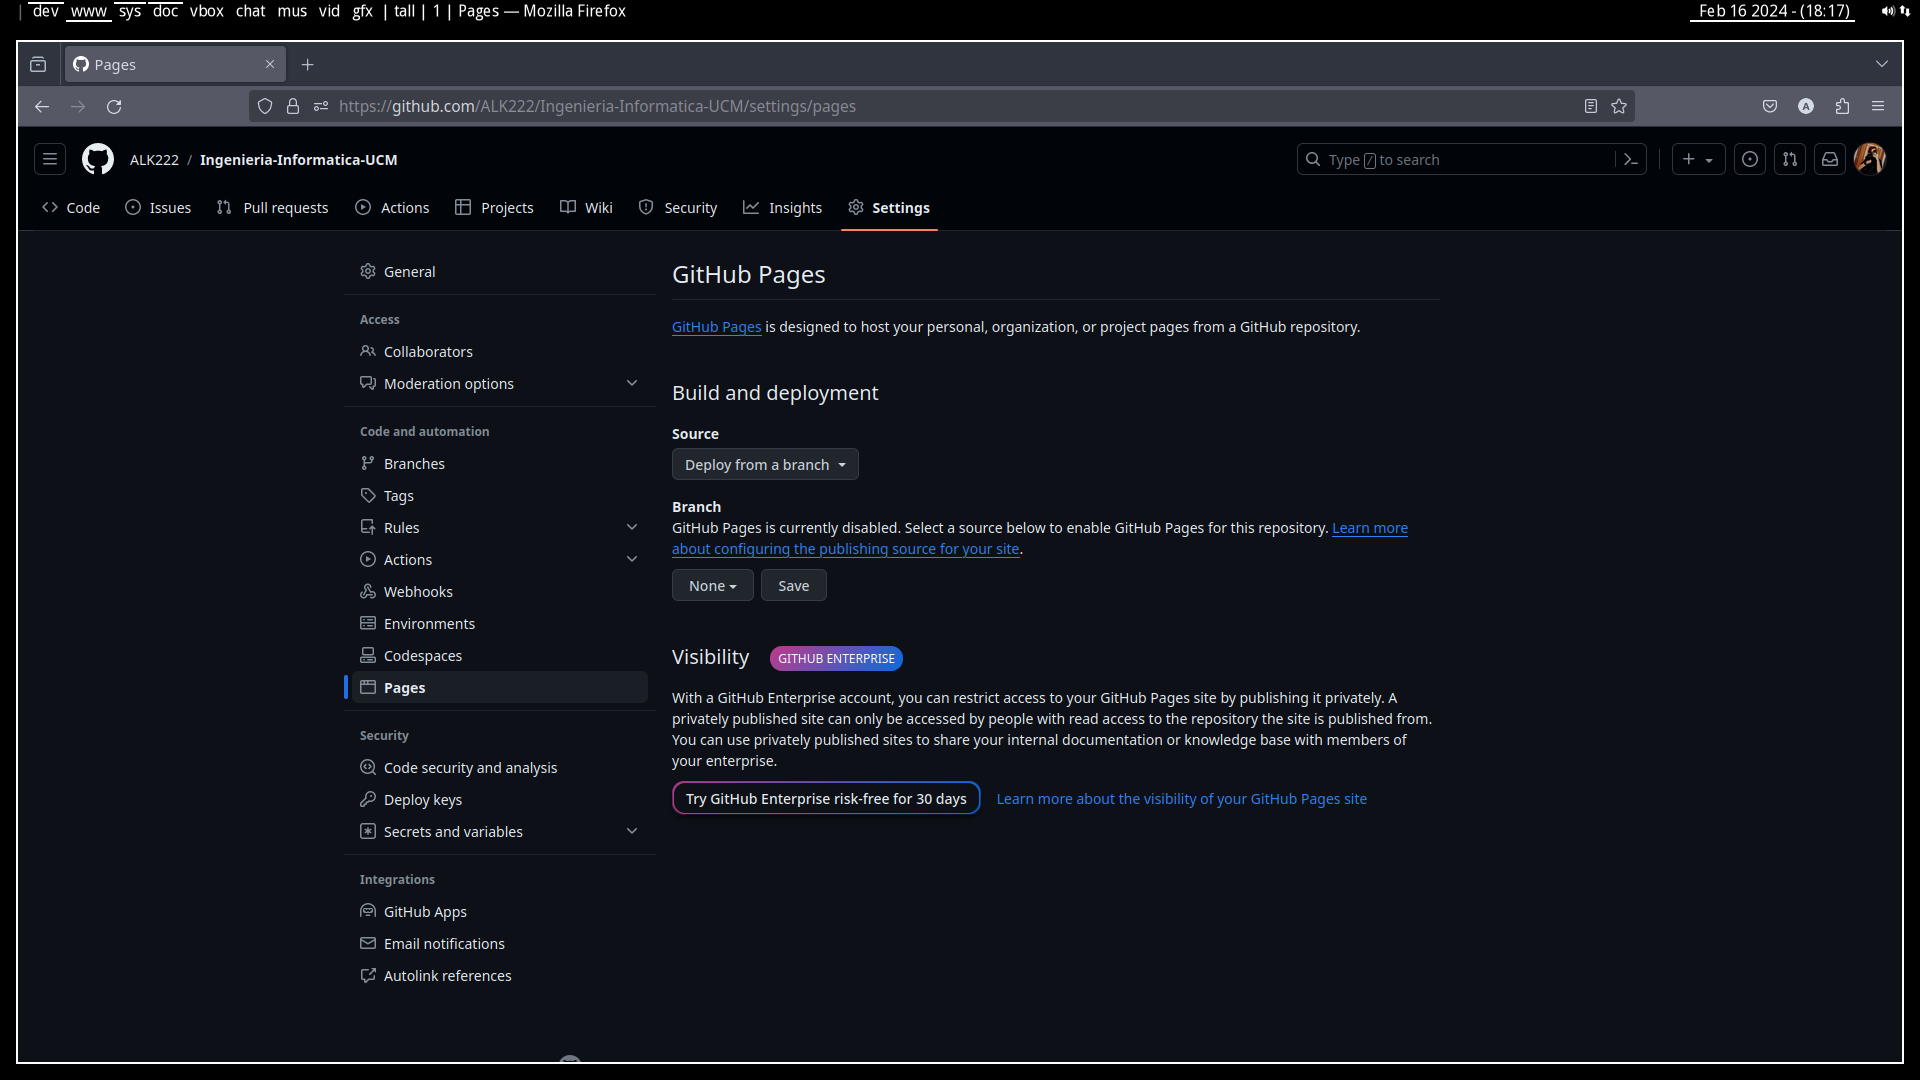 | dev www sys doc vbox chat mus vid gfx | tall | 1 | Pages — Mozilla Firefox
Feb 16 2024 - (18:17)
Pages
https://github.com/ALK222/Ingenieria-Informatica-UCM/settings/pages
A
ALK222 / Ingenieria-Informatica-UCM
Type / to search
Code Issues Pull requests Actions Projects Wiki Security Insights Settings
General
Access
Collaborators
Moderation options
Code and automation
Branches
Tags
Rules
Actions
Webhooks
Environments
Codespaces
Pages
Security
Code security and analysis
Deploy keys
Secrets and variables
Integrations
GitHub Apps
Email notifications
Autolink references
GitHub Pages
GitHub Pages is designed to host your personal, organization, or project pages from a GitHub repository.
Build and deployment
Source
Deploy from a branch
Branch
GitHub Pages is currently disabled. Select a source below to enable GitHub Pages for this repository. Learn more
about configuring the publishing source for your site.
None
Save
Visibility GITHUB ENTERPRISE
With a GitHub Enterprise account, you can restrict access to your GitHub Pages site by publishing it privately. A
privately published site can only be accessed by people with read access to the repository the site is published from.
You can use privately published sites to share your internal documentation or knowledge base with members of
your enterprise.
Try GitHub Enterprise risk-free for 30 days
Learn more about the visibility of your GitHub Pages site